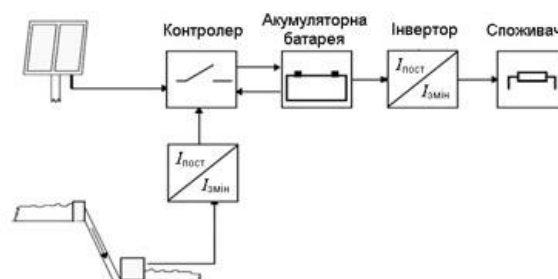 Контролер
Акумуляторна
батарея
Інвертор
Споживач
Iпост
Iзмін
Iпост
Iзмін